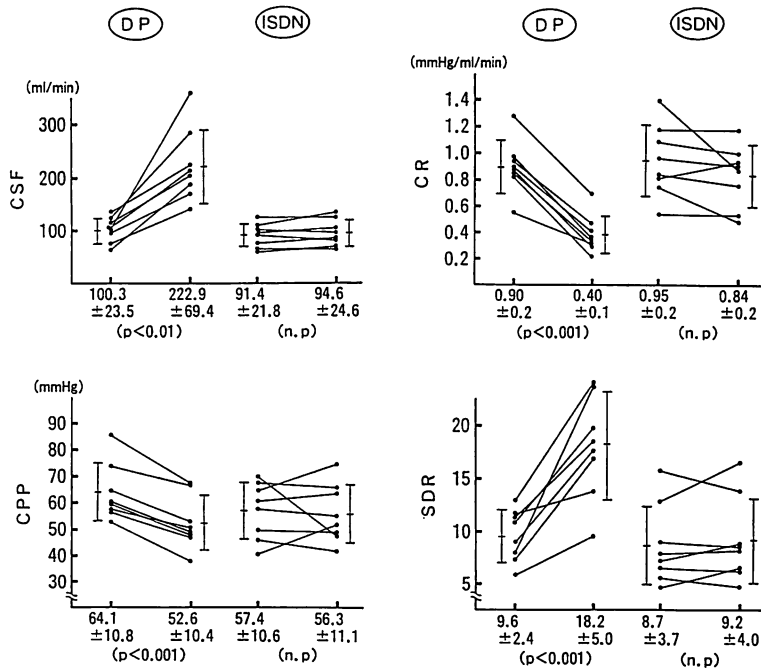 DP
ISDN
(ml/min)
CSF
300
200
100
100.3
±23.5
222.9
±69.4
(p<0.01)
91.4
±21.8
94.6
±24.6
(n.p)
DP
ISDN
(mmHg/ml/min)
CR
1.4
1.2
1.0
0.8
0.6
0.4
0.2
0.90
±0.2
0.40
±0.1
(p<0.001)
0.95
±0.2
0.84
±0.2
(n.p)
(mmHg)
CPP
90
80
70
60
50
40
30
64.1
±10.8
52.6
±10.4
(p<0.001)
57.4
±10.6
56.3
±11.1
(n.p)
SDR
20
15
10
5
9.6
±2.4
18.2
±5.0
(p<0.001)
8.7
±3.7
9.2
±4.0
(n.p)